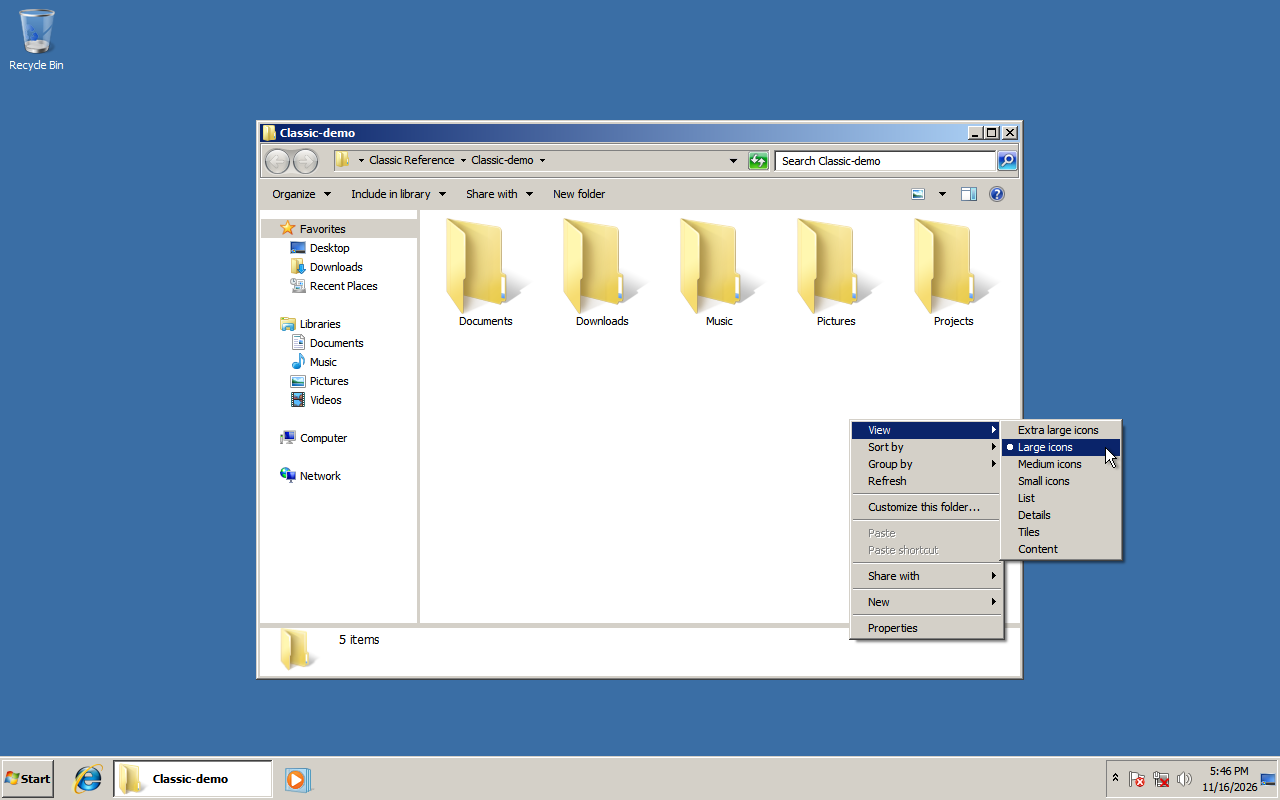 Recycle Bin
Classic-demo
Classic Reference Classic-demo
Search Classic-demo
Organize Include in library Share with New folder
Favorites
Desktop
Downloads
Recent Places
Libraries
Documents
Music
Pictures
Videos
Computer
Network
Documents Downloads Music Pictures Projects
View
Sort by
Group by
Refresh
Customize this folder...
Paste
Paste shortcut
Share with
New
Properties
Extra large icons
Large icons
Medium icons
Small icons
List
Details
Tiles
Content
5 items
Start
Classic-demo
5:46 PM
11/16/2026